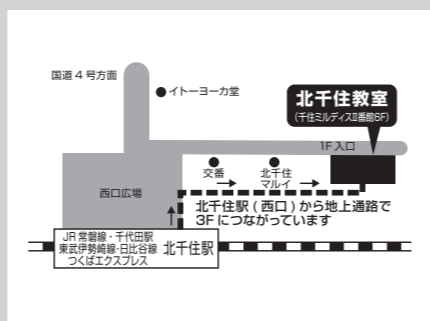 国道4号方面
イトーヨーカ堂
北千住教室
(千住ミルディスⅡ番館6F)
1F入口
交番
北千住
マルイ
西口広場
北千住駅(西口)から地上通路で
3Fにつながっています
JR常磐線・千代田駅
東武伊勢崎線・日比谷線
つくばエクスプレス
北千住駅